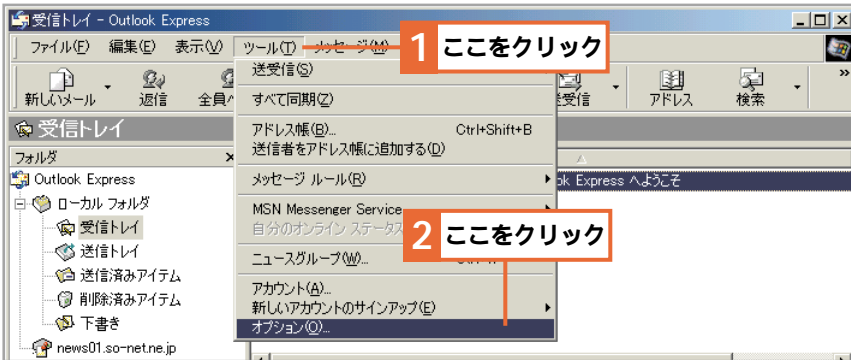 受信トレイ - Outlook Express
ファイル(F) 編集(E) 表示(V) ツール(T) メッセージ(M)
1 ここをクリック
新しいメール 返信 全員へ 送受信 アドレス 検索 »
受信トレイ
フォルダ ×
Outlook Express
ローカル フォルダ
受信トレイ
送信トレイ
送信済みアイテム
削除済みアイテム
下書き
news01.so-net.ne.jp
送受信(S)
すべて同期(Z)
アドレス帳(B)... Ctrl+Shift+B
送信者をアドレス帳に追加する(D)
メッセージ ルール(R)
MSN Messenger Service
自分のオンライン ステータス
2 ここをクリック
ニュースグループ(W)...
アカウント(A)...
新しいアカウントのサインアップ(E)
オプション(O)...
ok Express へようこそ